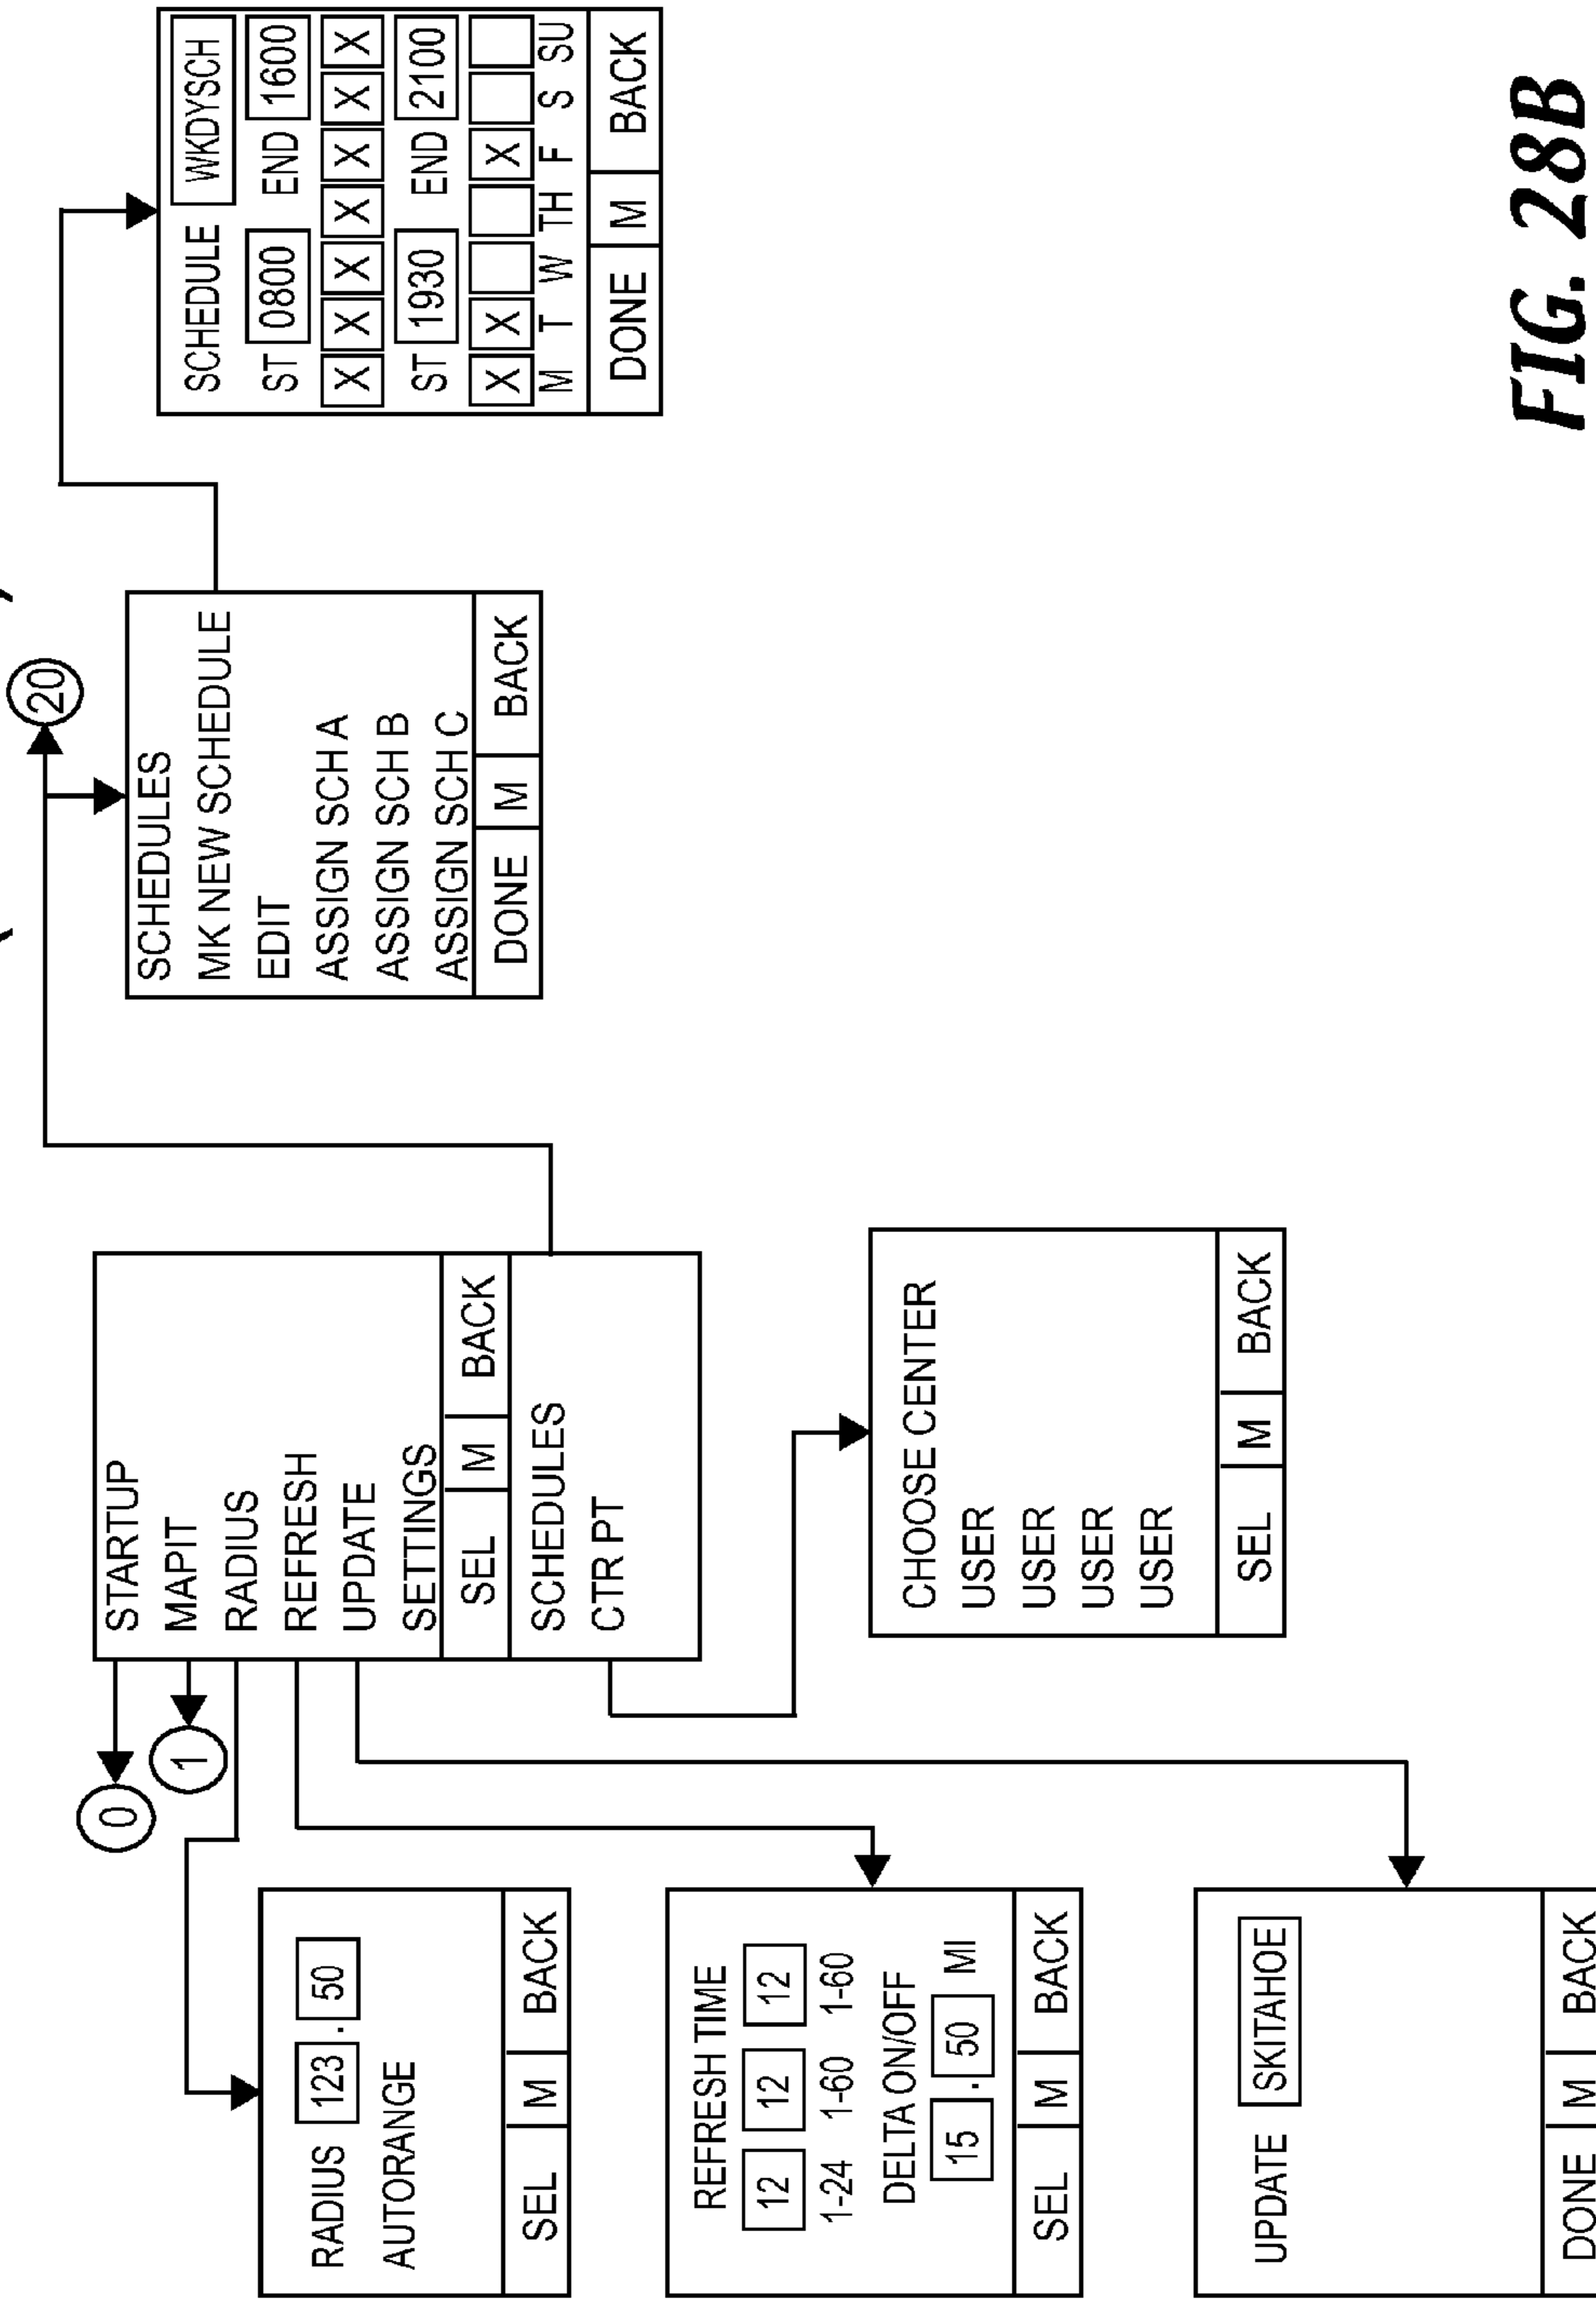 RADIUS 123 . 50
AUTORANGE
SEL M BACK
REFRESH TIME
12 12 12
1-24 1-60 1-60
DELTA ON/OFF
15 . 50 MI
SEL M BACK
UPDATE SKITAHOE
DONE M BACK
0
1
STARTUP
MAPIT
RADIUS
REFRESH
UPDATE
SETTINGS
SEL M BACK
SCHEDULES
CTR PT
CHOOSE CENTER
USER
USER
USER
USER
SEL M BACK
20
SCHEDULES
MK NEW SCHEDULE
EDIT
ASSIGN SCH A
ASSIGN SCH B
ASSIGN SCH C
DONE M BACK
SCHEDULE WKDYSCH
ST 0800 END 1600
X X X X X X X
ST 1930 END 2100
X X X
M T W TH F S SU
DONE M BACK
FIG. 28B